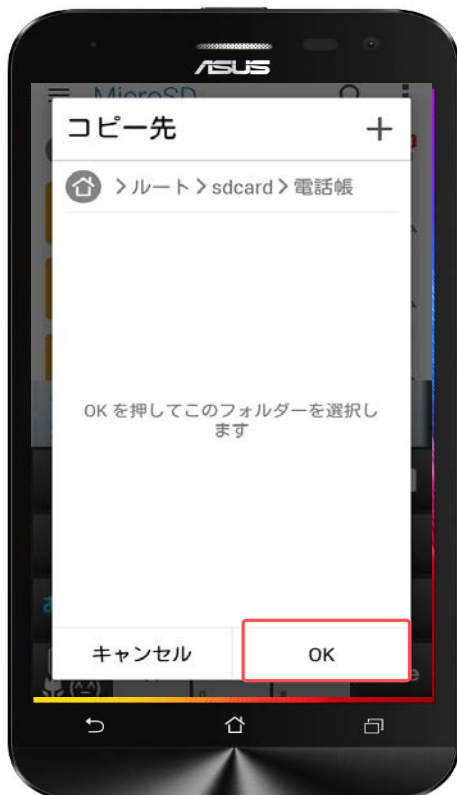 ASUS
MicroSD
コピー先 +
>ルート>sdcard>電話帳
OK を押してこのフォルダーを選択し
ます
キャンセル
OK